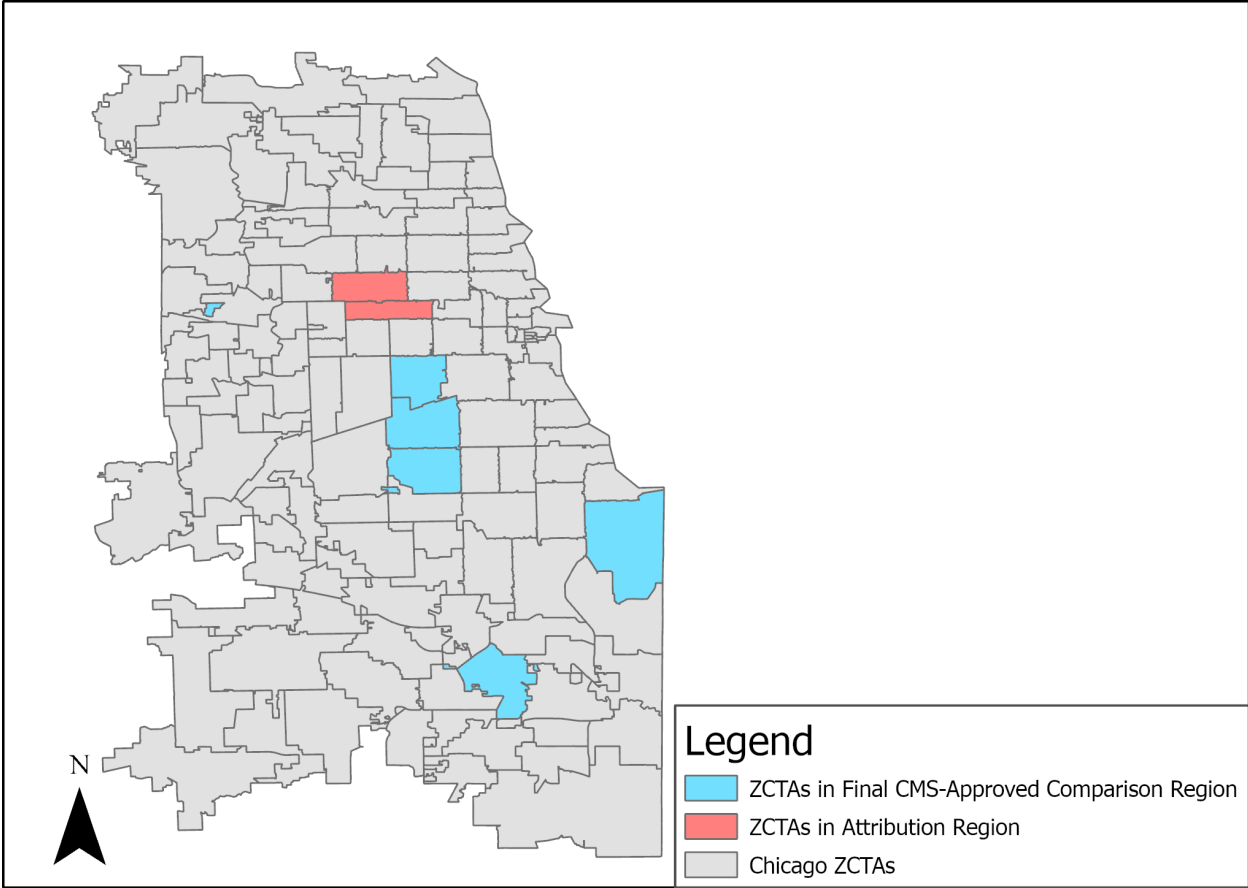 Legend
N
ZCTAs in Final CMS-Approved Comparison Region
ZCTAs in Attribution Region
Chicago ZCTAs